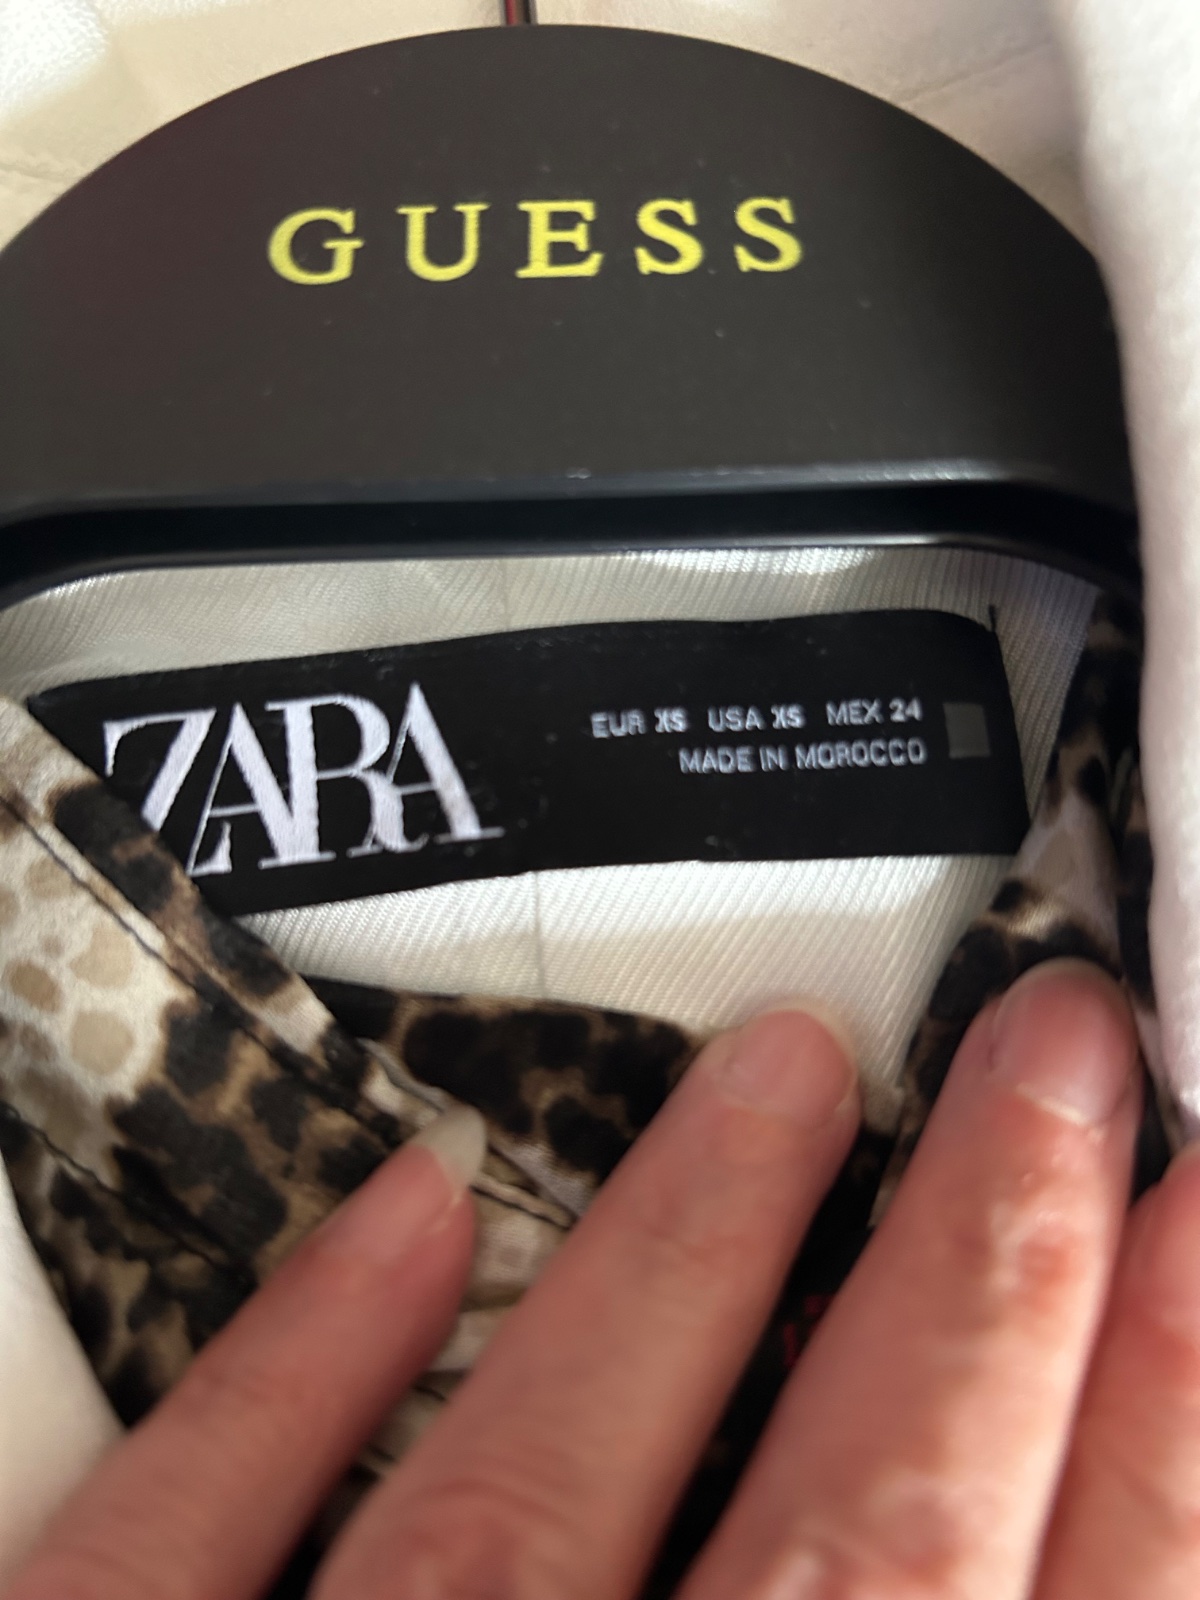 GUESS
ZARA
EUR XS USA XS MEX 24
MADE IN MOROCCO